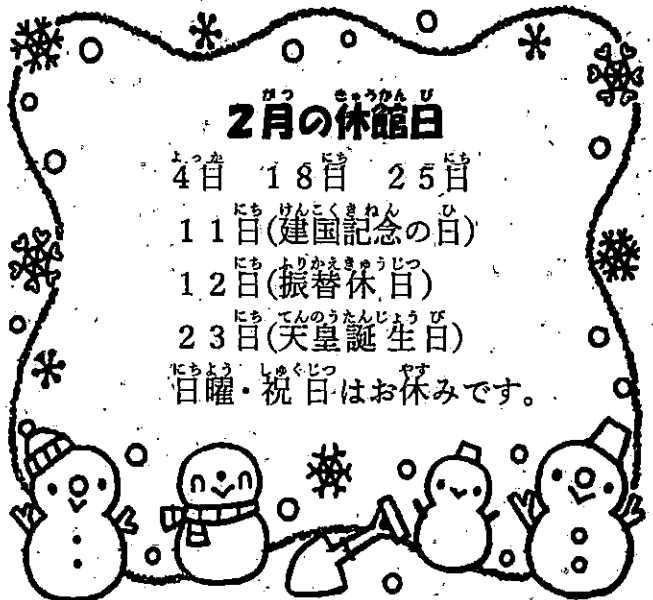 2月の休館日
4日 18日 25日
11日(建国記念の日)
12日(振替休日)
23日(天皇誕生日)
日曜・祝日はお休みです。